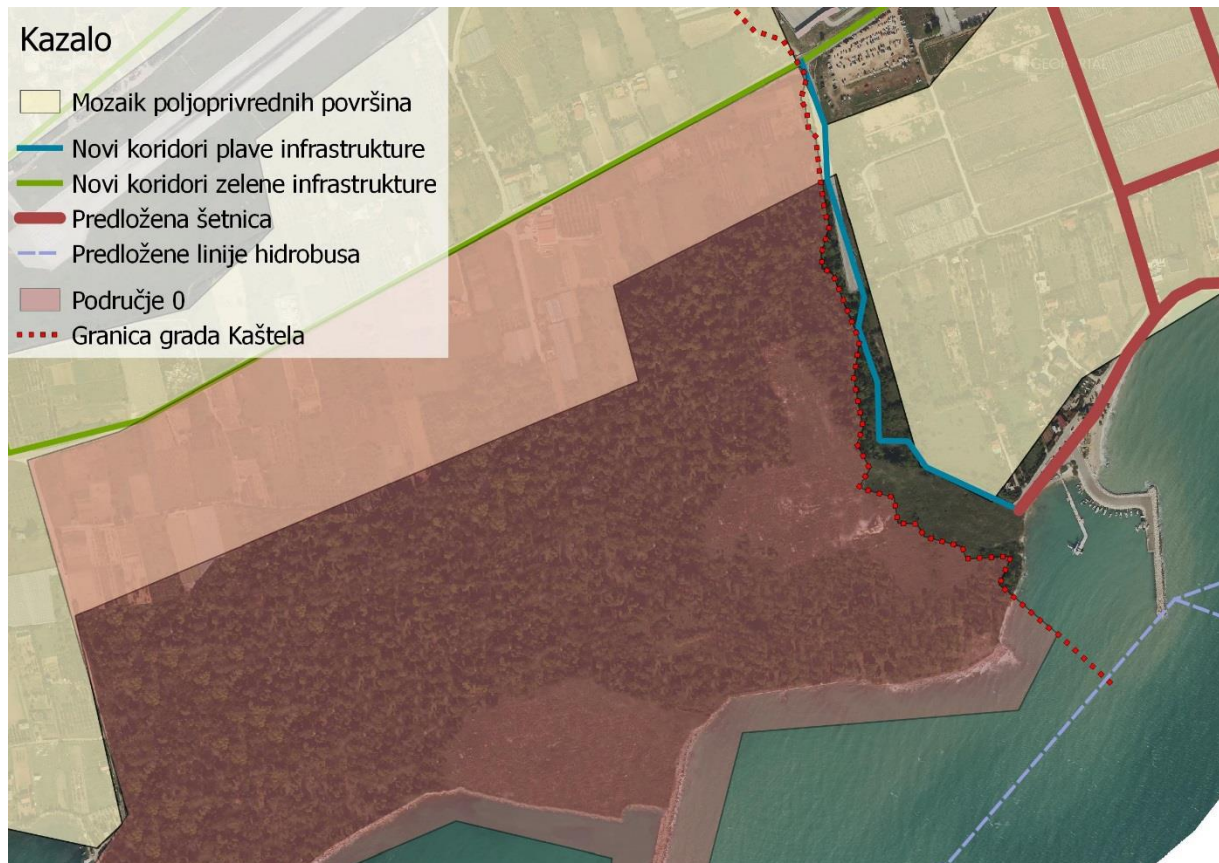 Kazalo
Mozaik poljoprivrednih površina
Novi koridori plave infrastrukture
Novi koridori zelene infrastrukture
Predložena šetnica
Predložene linije hidrobusa
Područje 0
Granica grada Kaštela
GEOPORTAL